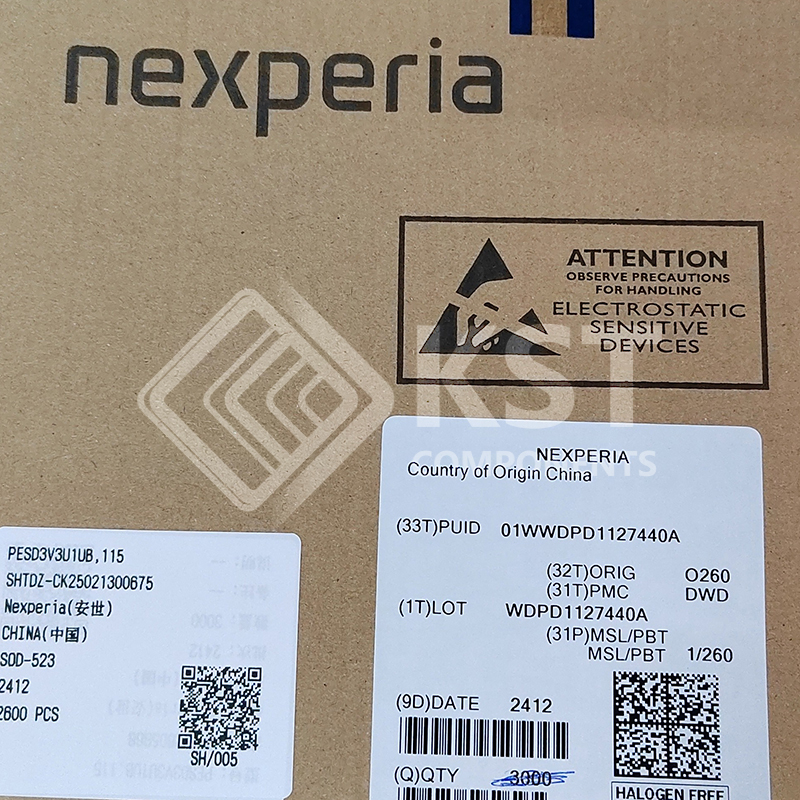 nexperia
ATTENTION
OBSERVE PRECAUTIONS
FOR HANDLING
ELECTROSTATIC
SENSITIVE
DEVICES
KST
COMPONENTS
NEXPERIA
Country of Origin China
(33T)PUID 01WWDPD1127440A
(32T)ORIG O260
(31T)PMC DWD
(1T)LOT WDPD1127440A
(31P)MSL/PBT
MSL/PBT 1/260
(9D)DATE 2412
(Q)QTY 3000
HALOGEN FREE
PESD3V3U1UB,115
SHTDZ-CK25021300675
Nexperia(安世)
CHINA(中国)
SOD-523
2412
2600 PCS
SH/005